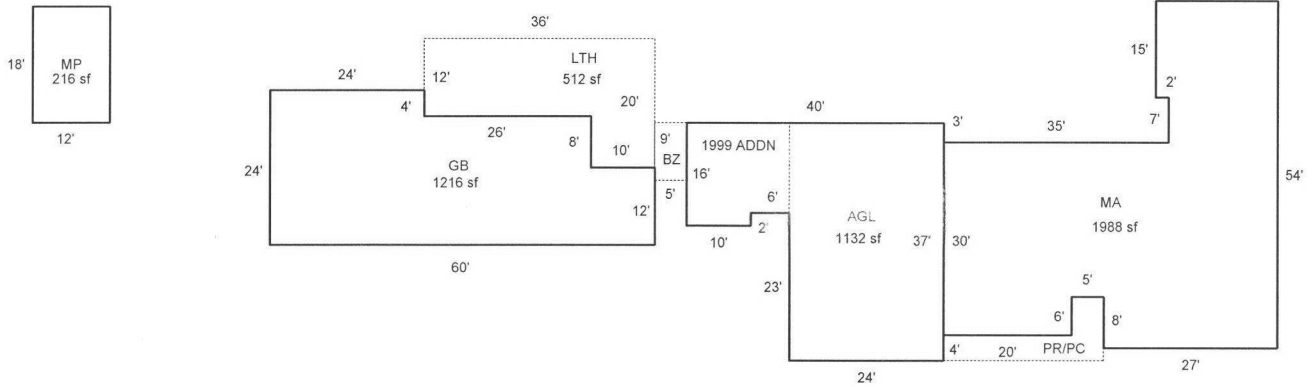 18'
MP
216 sf
12'
36'
LTH
512 sf
12'
20'
24'
4'
26'
8'
10'
24'
GB
1216 sf
12'
60'
9'
BZ
5'
40'
1999 ADDN
16'
6'
10'
2'
23'
AGL
1132 sf
37'
24'
3'
35'
15'
2'
7'
54'
30'
MA
1988 sf
5'
6'
8'
4'
20'
PR/PC
27'